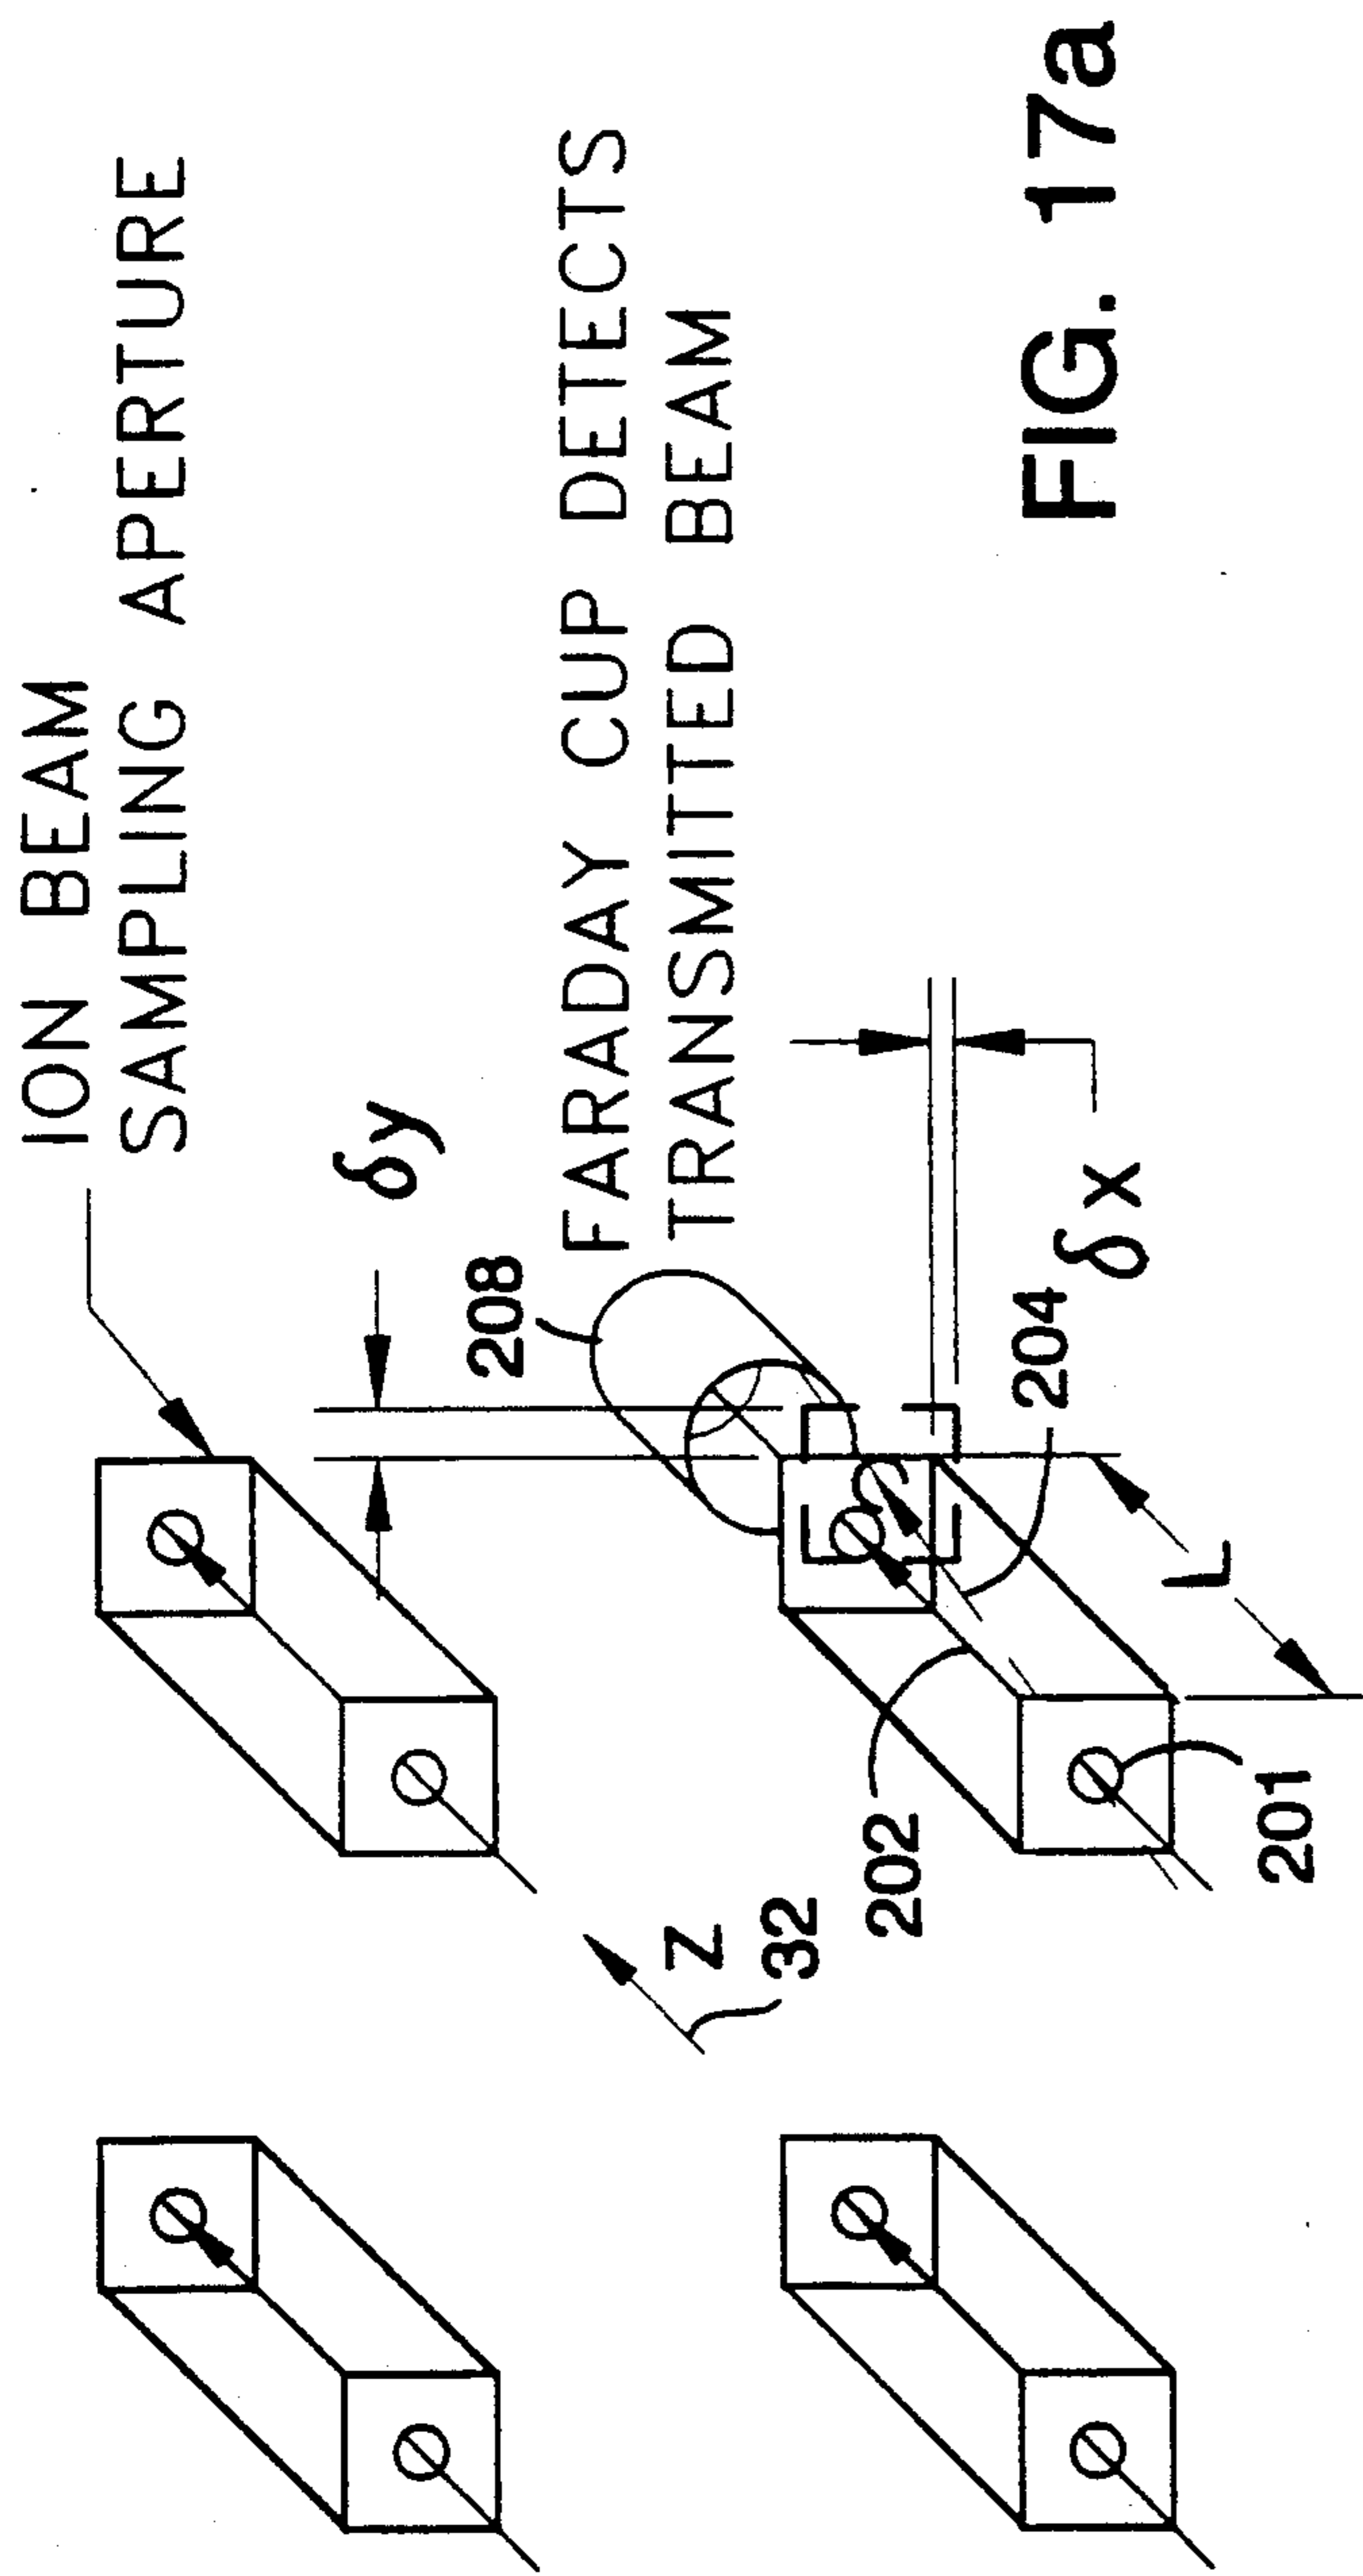 ION BEAM
SAMPLING APERTURE
δy
208
FARADAY CUP DETECTS
TRANSMITTED BEAM
δx
204
L
Z
32
202
201
FIG. 17a